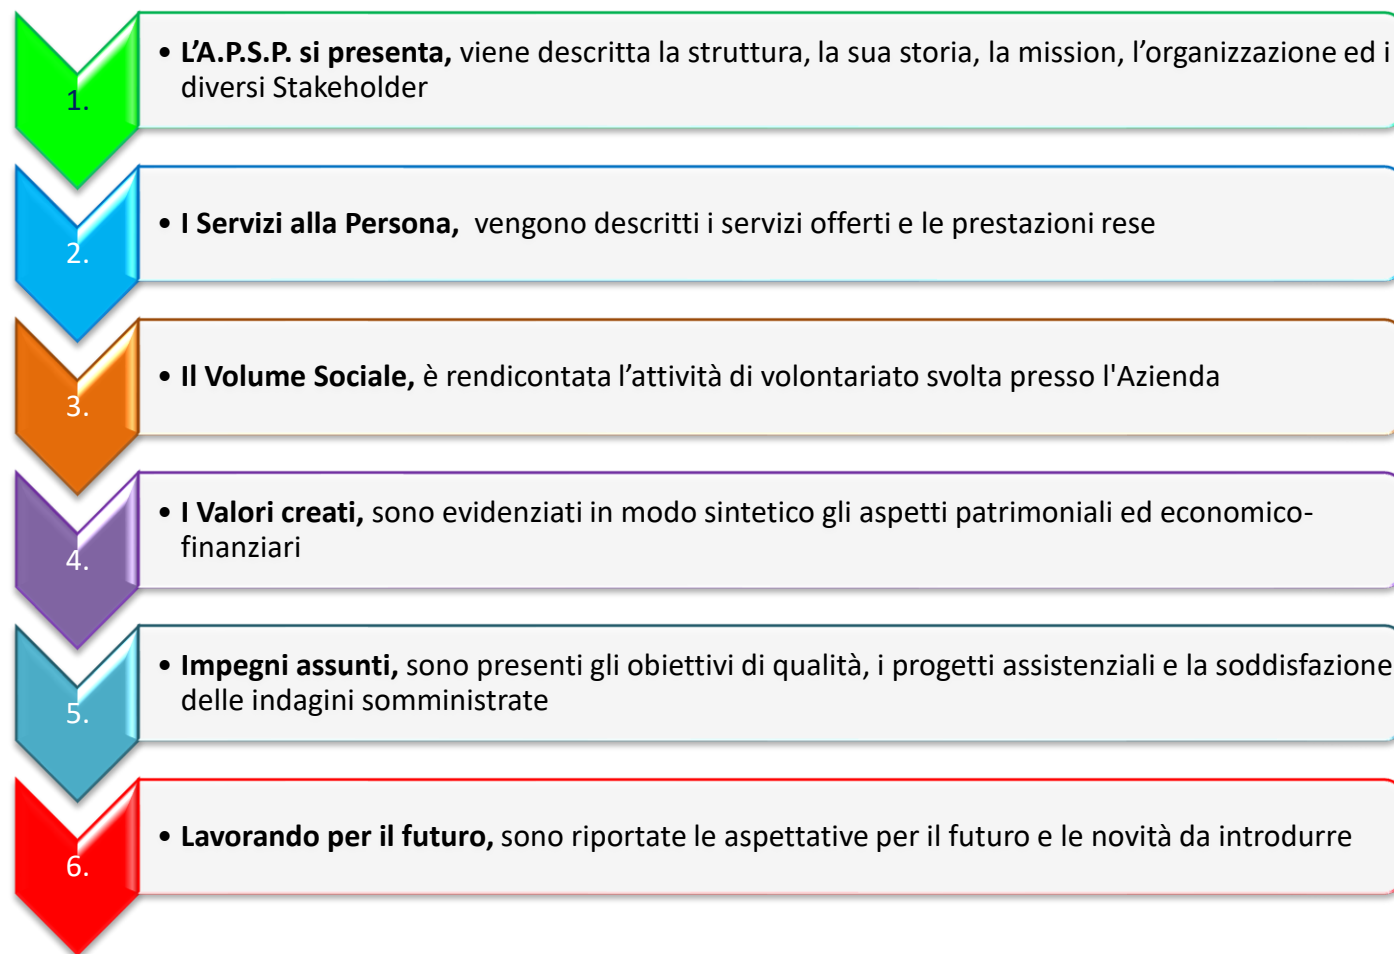 1.
• L'A.P.S.P. si presenta, viene descritta la struttura, la sua storia, la mission, l'organizzazione ed i
diversi Stakeholder
2.
• I Servizi alla Persona, vengono descritti i servizi offerti e le prestazioni rese
3.
• Il Volume Sociale, è rendicontata l'attività di volontariato svolta presso l'Azienda
4.
• I Valori creati, sono evidenziati in modo sintetico gli aspetti patrimoniali ed economico-
finanziari
5.
• Impegni assunti, sono presenti gli obiettivi di qualità, i progetti assistenziali e la soddisfazione
delle indagini somministrate
6.
• Lavorando per il futuro, sono riportate le aspettative per il futuro e le novità da introdurre